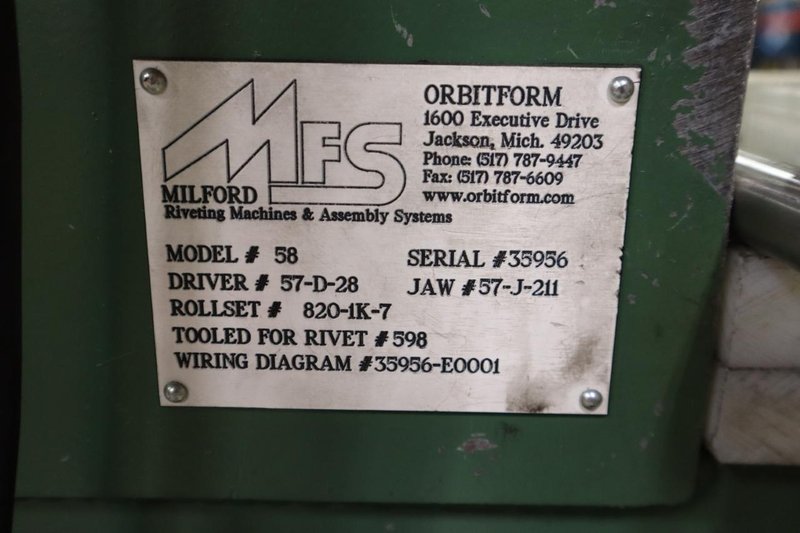 MFS
MILFORD
Riveting Machines & Assembly Systems
ORBITFORM
1600 Executive Drive
Jackson, Mich. 49203
Phone: (517) 787-9447
Fax: (517) 787-6609
www.orbitform.com
MODEL # 58
SERIAL #35956
DRIVER # 57-D-28
JAW #57-J-211
ROLLSET # 820-1K-7
TOOLED FOR RIVET #598
WIRING DIAGRAM #35956-E0001